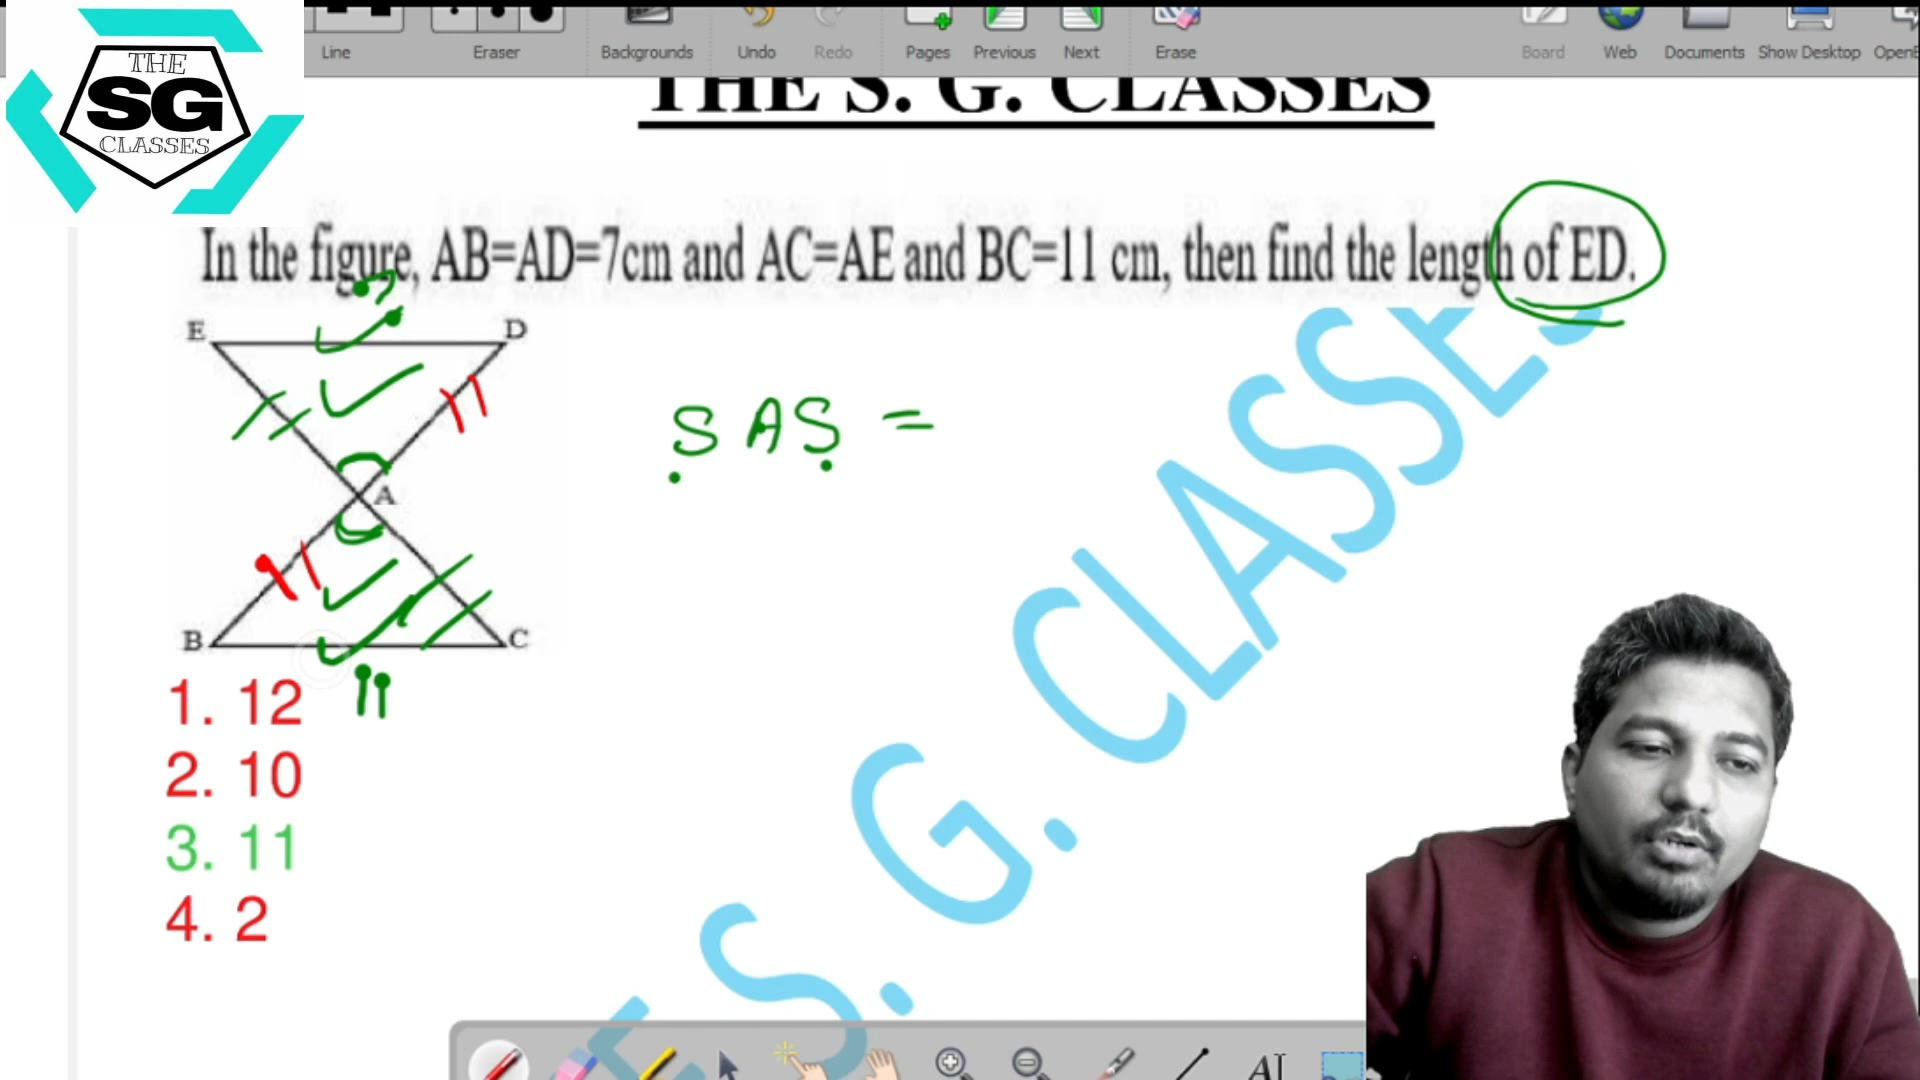 Line
Eraser
Backgrounds
Undo
Redo
Pages
Previous
Next
Erase
Board
Web
Documents
Show Desktop
THE
SG
CLASSES
THE S. G. CLASSES
In the figure, AB=AD=7cm and AC=AE and BC=11 cm, then find the length of ED.
?
E D
SAS =
A
B C
11
1. 12
2. 10
3. 11
4. 2
S. G. CLASSES